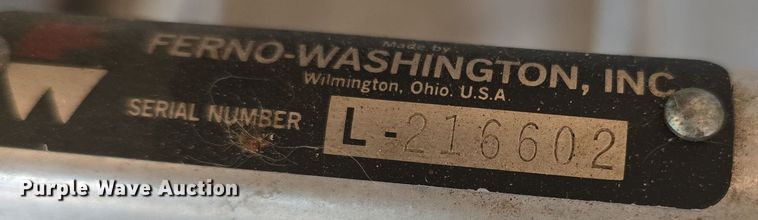 Made by
FERNO-WASHINGTON, INC
Wilmington, Ohio. U.S.A
W
SERIAL NUMBER L-216602
Purple Wave Auction